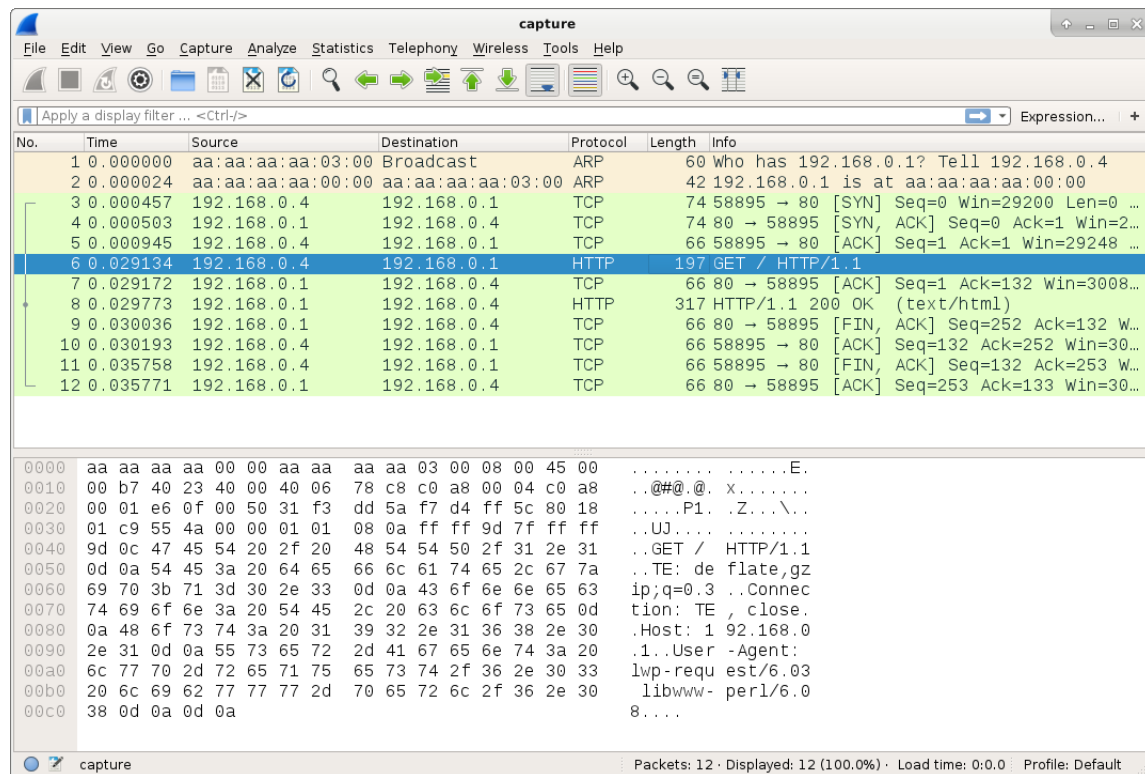 capture
File Edit View Go Capture Analyze Statistics Telephony Wireless Tools Help
Apply a display filter ... <Ctrl-/> Expression... +
No. Time Source Destination Protocol Length Info
1 0.000000 aa:aa:aa:aa:03:00 Broadcast ARP 60 Who has 192.168.0.1? Tell 192.168.0.4
2 0.000024 aa:aa:aa:aa:00:00 aa:aa:aa:aa:03:00 ARP 42 192.168.0.1 is at aa:aa:aa:aa:00:00
3 0.000457 192.168.0.4 192.168.0.1 TCP 74 58895 → 80 [SYN] Seq=0 Win=29200 Len=0 …
4 0.000503 192.168.0.1 192.168.0.4 TCP 74 80 → 58895 [SYN, ACK] Seq=0 Ack=1 Win=2…
5 0.000945 192.168.0.4 192.168.0.1 TCP 66 58895 → 80 [ACK] Seq=1 Ack=1 Win=29248 …
6 0.029134 192.168.0.4 192.168.0.1 HTTP 197 GET / HTTP/1.1
7 0.029172 192.168.0.1 192.168.0.4 TCP 66 80 → 58895 [ACK] Seq=1 Ack=132 Win=3008…
8 0.029773 192.168.0.1 192.168.0.4 HTTP 317 HTTP/1.1 200 OK (text/html)
9 0.030036 192.168.0.1 192.168.0.4 TCP 66 80 → 58895 [FIN, ACK] Seq=252 Ack=132 W…
10 0.030193 192.168.0.4 192.168.0.1 TCP 66 58895 → 80 [ACK] Seq=132 Ack=252 Win=30…
11 0.035758 192.168.0.4 192.168.0.1 TCP 66 58895 → 80 [FIN, ACK] Seq=132 Ack=253 W…
12 0.035771 192.168.0.1 192.168.0.4 TCP 66 80 → 58895 [ACK] Seq=253 Ack=133 Win=30…
0000 aa aa aa aa 00 00 aa aa aa aa 03 00 08 00 45 00 ........ ......E.
0010 00 b7 40 23 40 00 40 06 78 c8 c0 a8 00 04 c0 a8 ..@#@.@. x.......
0020 00 01 e6 0f 00 50 31 f3 dd 5a f7 d4 ff 5c 80 18 .....P1. .Z...\..
0030 01 c9 55 4a 00 00 01 01 08 0a ff ff 9d 7f ff ff ..UJ.... ........
0040 9d 0c 47 45 54 20 2f 20 48 54 54 50 2f 31 2e 31 ..GET / HTTP/1.1
0050 0d 0a 54 45 3a 20 64 65 66 6c 61 74 65 2c 67 7a ..TE: de flate,gz
0060 69 70 3b 71 3d 30 2e 33 0d 0a 43 6f 6e 6e 65 63 ip;q=0.3 ..Connec
0070 74 69 6f 6e 3a 20 54 45 2c 20 63 6c 6f 73 65 0d tion: TE , close.
0080 0a 48 6f 73 74 3a 20 31 39 32 2e 31 36 38 2e 30 .Host: 1 92.168.0
0090 2e 31 0d 0a 55 73 65 72 2d 41 67 65 6e 74 3a 20 .1..User -Agent:
00a0 6c 77 70 2d 72 65 71 75 65 73 74 2f 36 2e 30 33 lwp-requ est/6.03
00b0 20 6c 69 62 77 77 77 2d 70 65 72 6c 2f 36 2e 30 libwww- perl/6.0
00c0 38 0d 0a 0d 0a 8....
capture Packets: 12 · Displayed: 12 (100.0%) · Load time: 0:0.0 Profile: Default